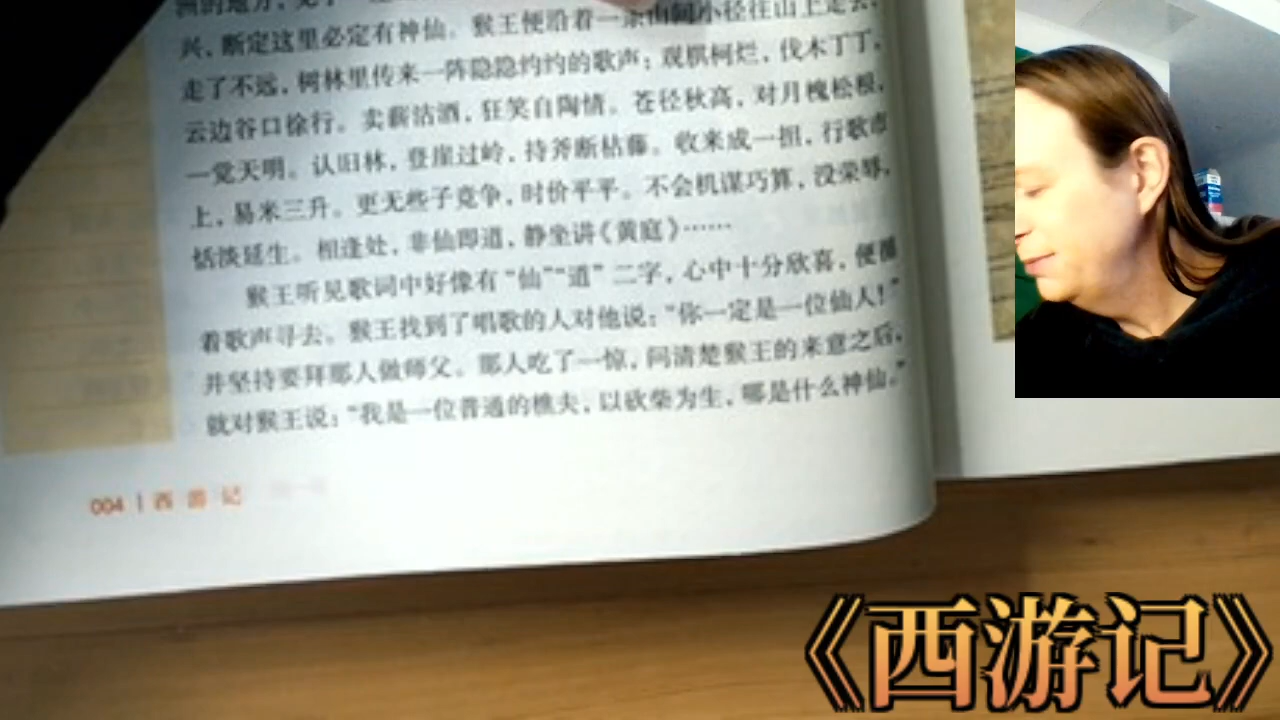 兴，断定这里必定有神仙。猴王便沿着一条山间小径往山上走去，
走了不远，树林里传来一阵隐隐约约的歌声：观棋柯烂，伐木丁丁，
云边谷口徐行。卖薪沽酒，狂笑自陶情。苍径秋高，对月枕松根，
一觉天明。认旧林，登崖过岭，持斧断枯藤。收来成一担，行歌市
上，易米三升。更无些子竞争，时价平平。不会机谋巧算，没荣辱，
恬淡延生。相逢处，非仙即道，静坐讲《黄庭》……
猴王听见歌词中好像有“仙”“道”二字，心中十分欣喜，便循
着歌声寻去。猴王找到了唱歌的人对他说：“你一定是一位仙人！”
并坚持要拜那人做师父。那人吃了一惊，问清楚猴王的来意之后，
就对猴王说：“我是一位普通的樵夫，以砍柴为生，哪是什么神仙。”
004 | 西 游 记
《西游记》